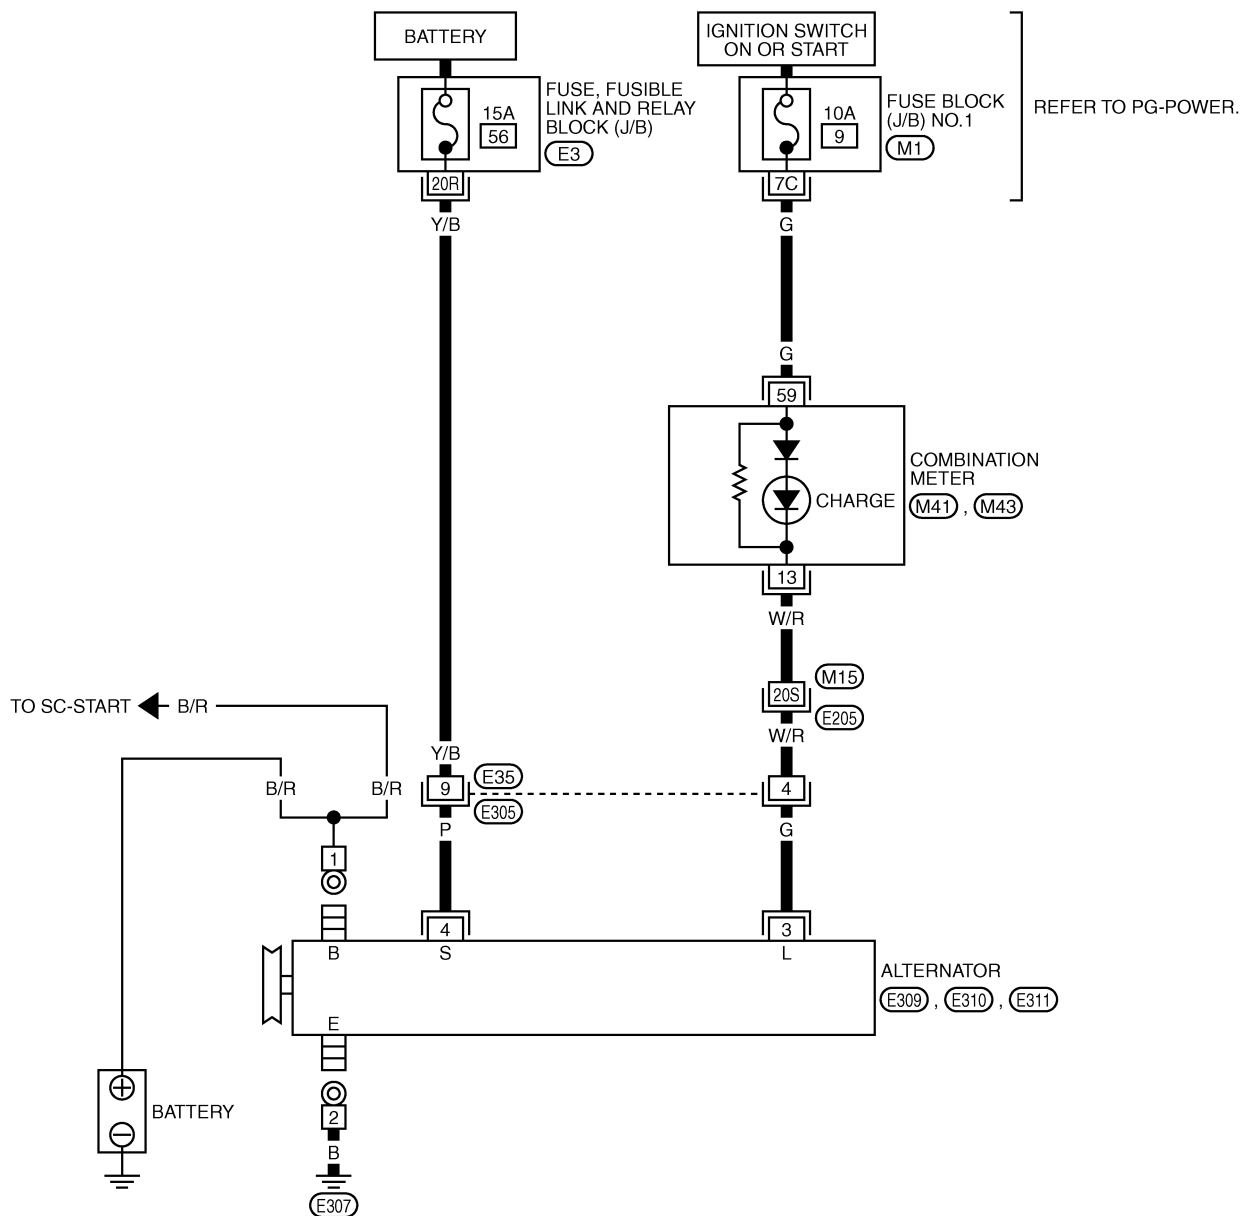 BATTERY
IGNITION SWITCH
ON OR START
15A
56
FUSE, FUSIBLE
LINK AND RELAY
BLOCK (J/B)
E3
10A
9
FUSE BLOCK
(J/B) NO.1
M1
REFER TO PG-POWER.
20R
7C
Y/B
G
G
59
CHARGE
COMBINATION
METER
M41 , M43
13
W/R
M15
20S
E205
TO SC-START
B/R
W/R
Y/B
B/R
B/R
9
E35
E305
4
P
G
1
4
3
B
S
L
ALTERNATOR
E309 , E310 , E311
E
BATTERY
2
B
E307